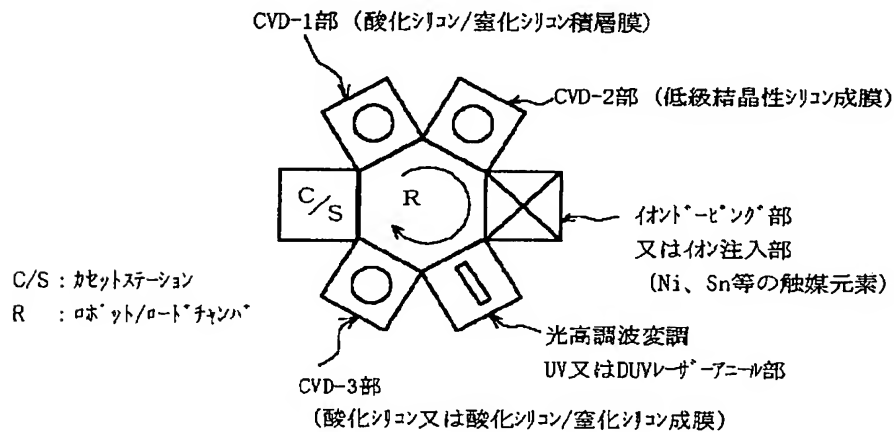 CVD-1部 (酸化シリコン/窒化シリコン積層膜)
CVD-2部 (低級結晶性シリコン成膜)
C/S
R
イオンドーピング部
又はイオン注入部
(Ni、Sn等の触媒元素)
C/S : カセットステーション
R : ロボット/ロードチャンバ
光高調波変調
UV又はDUVレーザーアニール部
CVD-3部
(酸化シリコン又は酸化シリコン/窒化シリコン成膜)